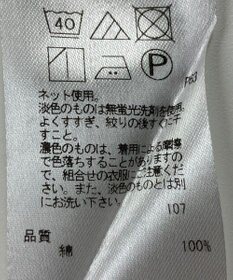 40
P
ネット使用。
淡色のものは無蛍光洗剤を使用。
よくすすぎ、絞りの後すぐに干
すこと。
濃色のものは、着用による摩擦
で色落ちすることがありますの
で、組合せの衣服にご注意くださ
い。また、淡色のものとは別
にお洗い下さい。
107
品質
綿 100%